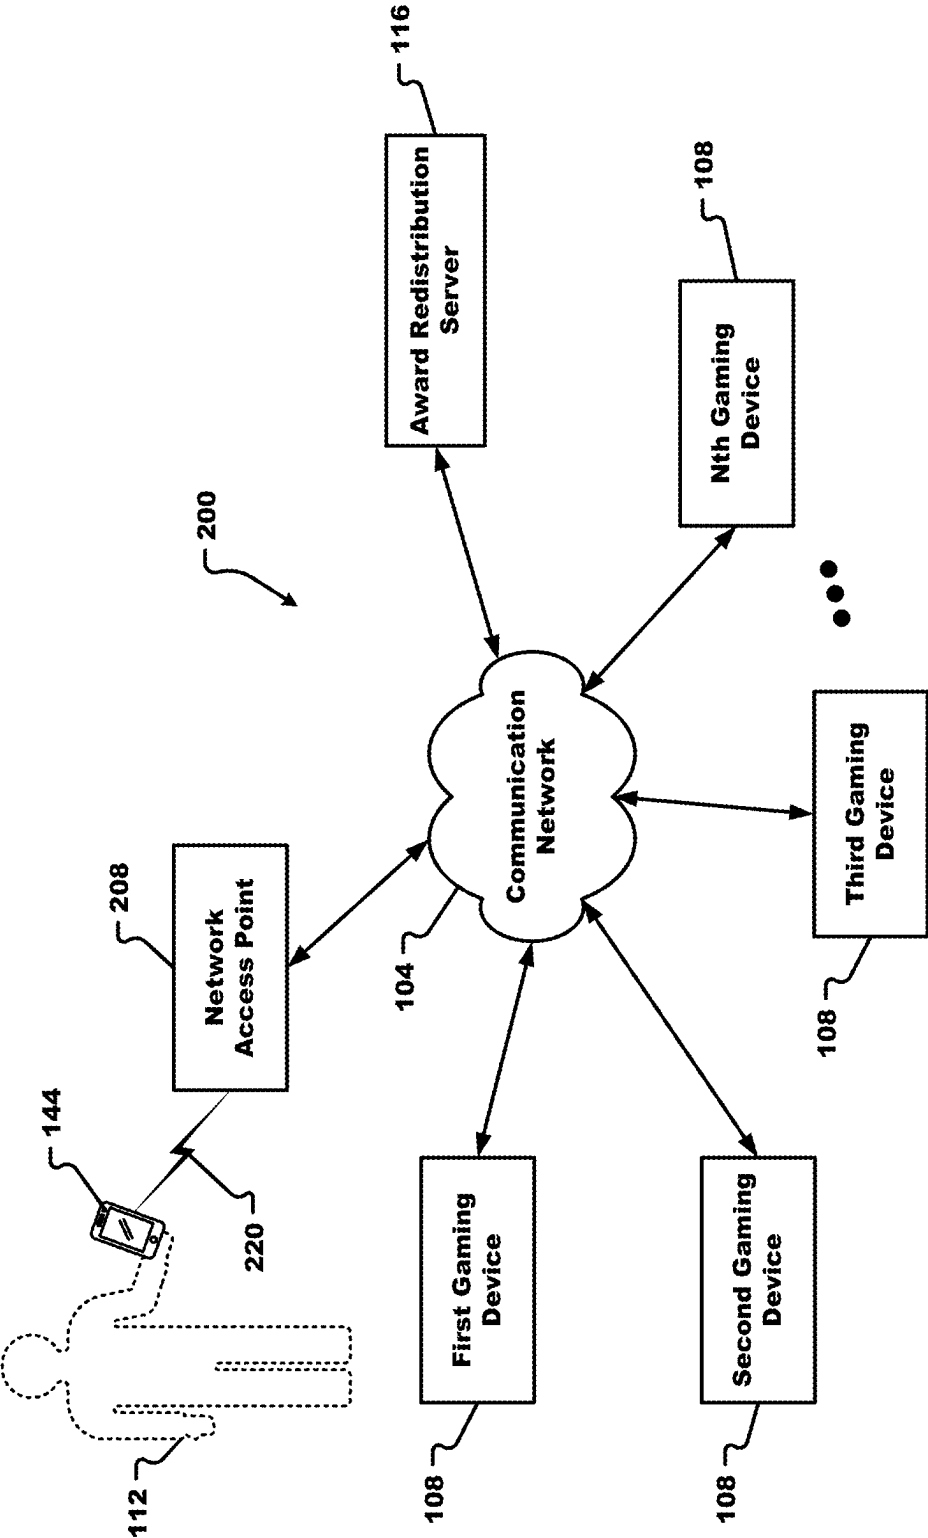 112
144
220
208
Network
Access Point
200
104
Communication
Network
116
Award Redistribution
Server
108
First Gaming
Device
108
Second Gaming
Device
108
Third Gaming
Device
108
Nth Gaming
Device